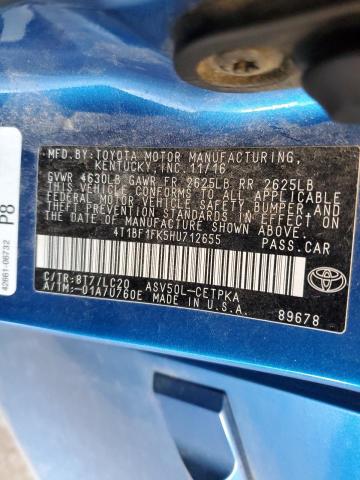 MFD.BY:TOYOTA MOTOR MANUFACTURING,
KENTUCKY, INC. 11/16
GVWR 4630LB GAWR FR 2625LB RR 2625LB
THIS VEHICLE CONFORMS TO ALL APPLICABLE
FEDERAL MOTOR VEHICLE SAFETY, BUMPER, AND
THEFT PREVENTION STANDARDS IN EFFECT ON
THE DATE OF MANUFACTURE SHOWN ABOVE.
4T1BF1FK5HU712655 PASS.CAR
C/TR:8T7/LC20 ASV50L-CETPKA
A/TM:-01A/U760E MADE IN U.S.A.
TOYOTA
89678
P8
42661-06732